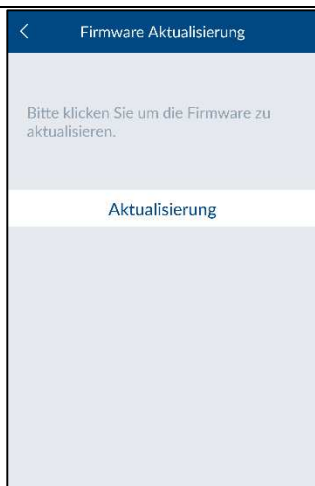 Firmware Aktualisierung
Bitte klicken Sie um die Firmware zu
aktualisieren.
Aktualisierung